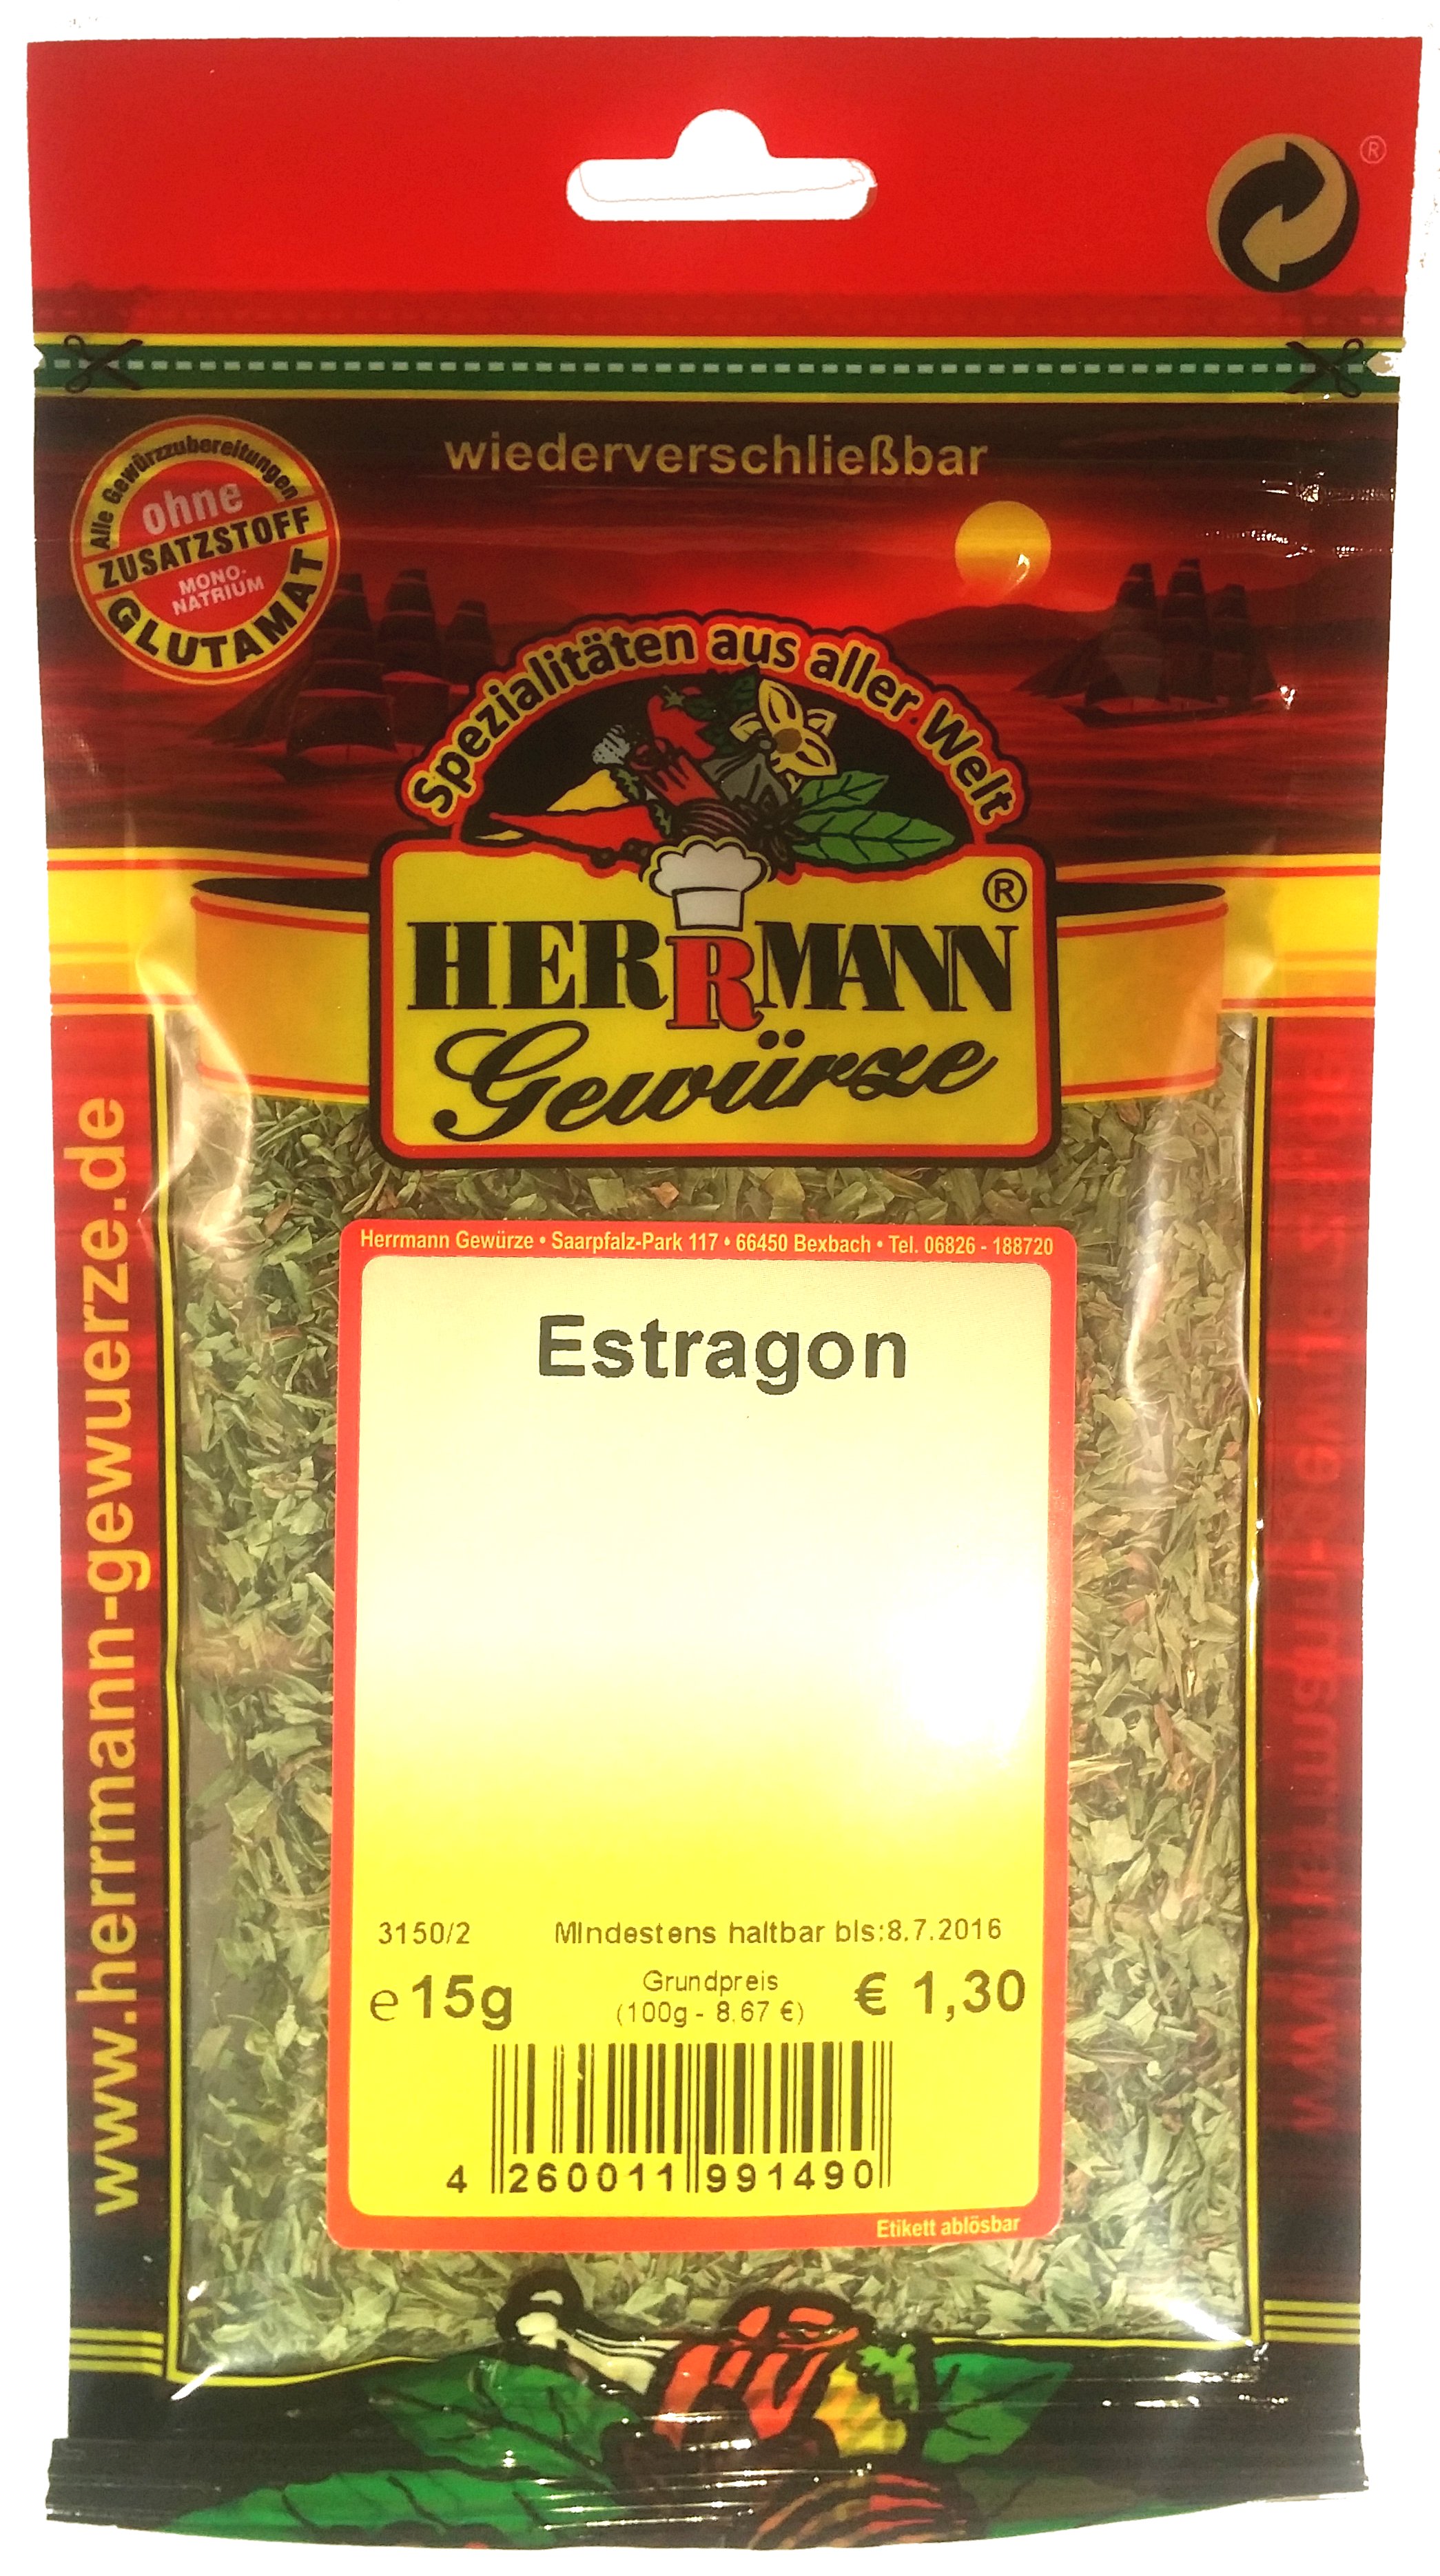 ®
wiederverschließbar
Alle Gewürzzubereitungen
ohne
ZUSATZSTOFF
MONO-
NATRIUM
GLUTAMAT
Spezialitäten aus aller Welt
®
HERRMANN
Gewürze
www.herrmann-gewuerze.de
Herrmann Gewürze • Saarpfalz-Park 117 • 66450 Bexbach • Tel. 06826 - 188720
Estragon
3150/2 Mindestens haltbar bis:8.7.2016
e 15g Grundpreis € 1,30
(100g - 8.67 €)
4 260011 991490
Etikett ablösbar